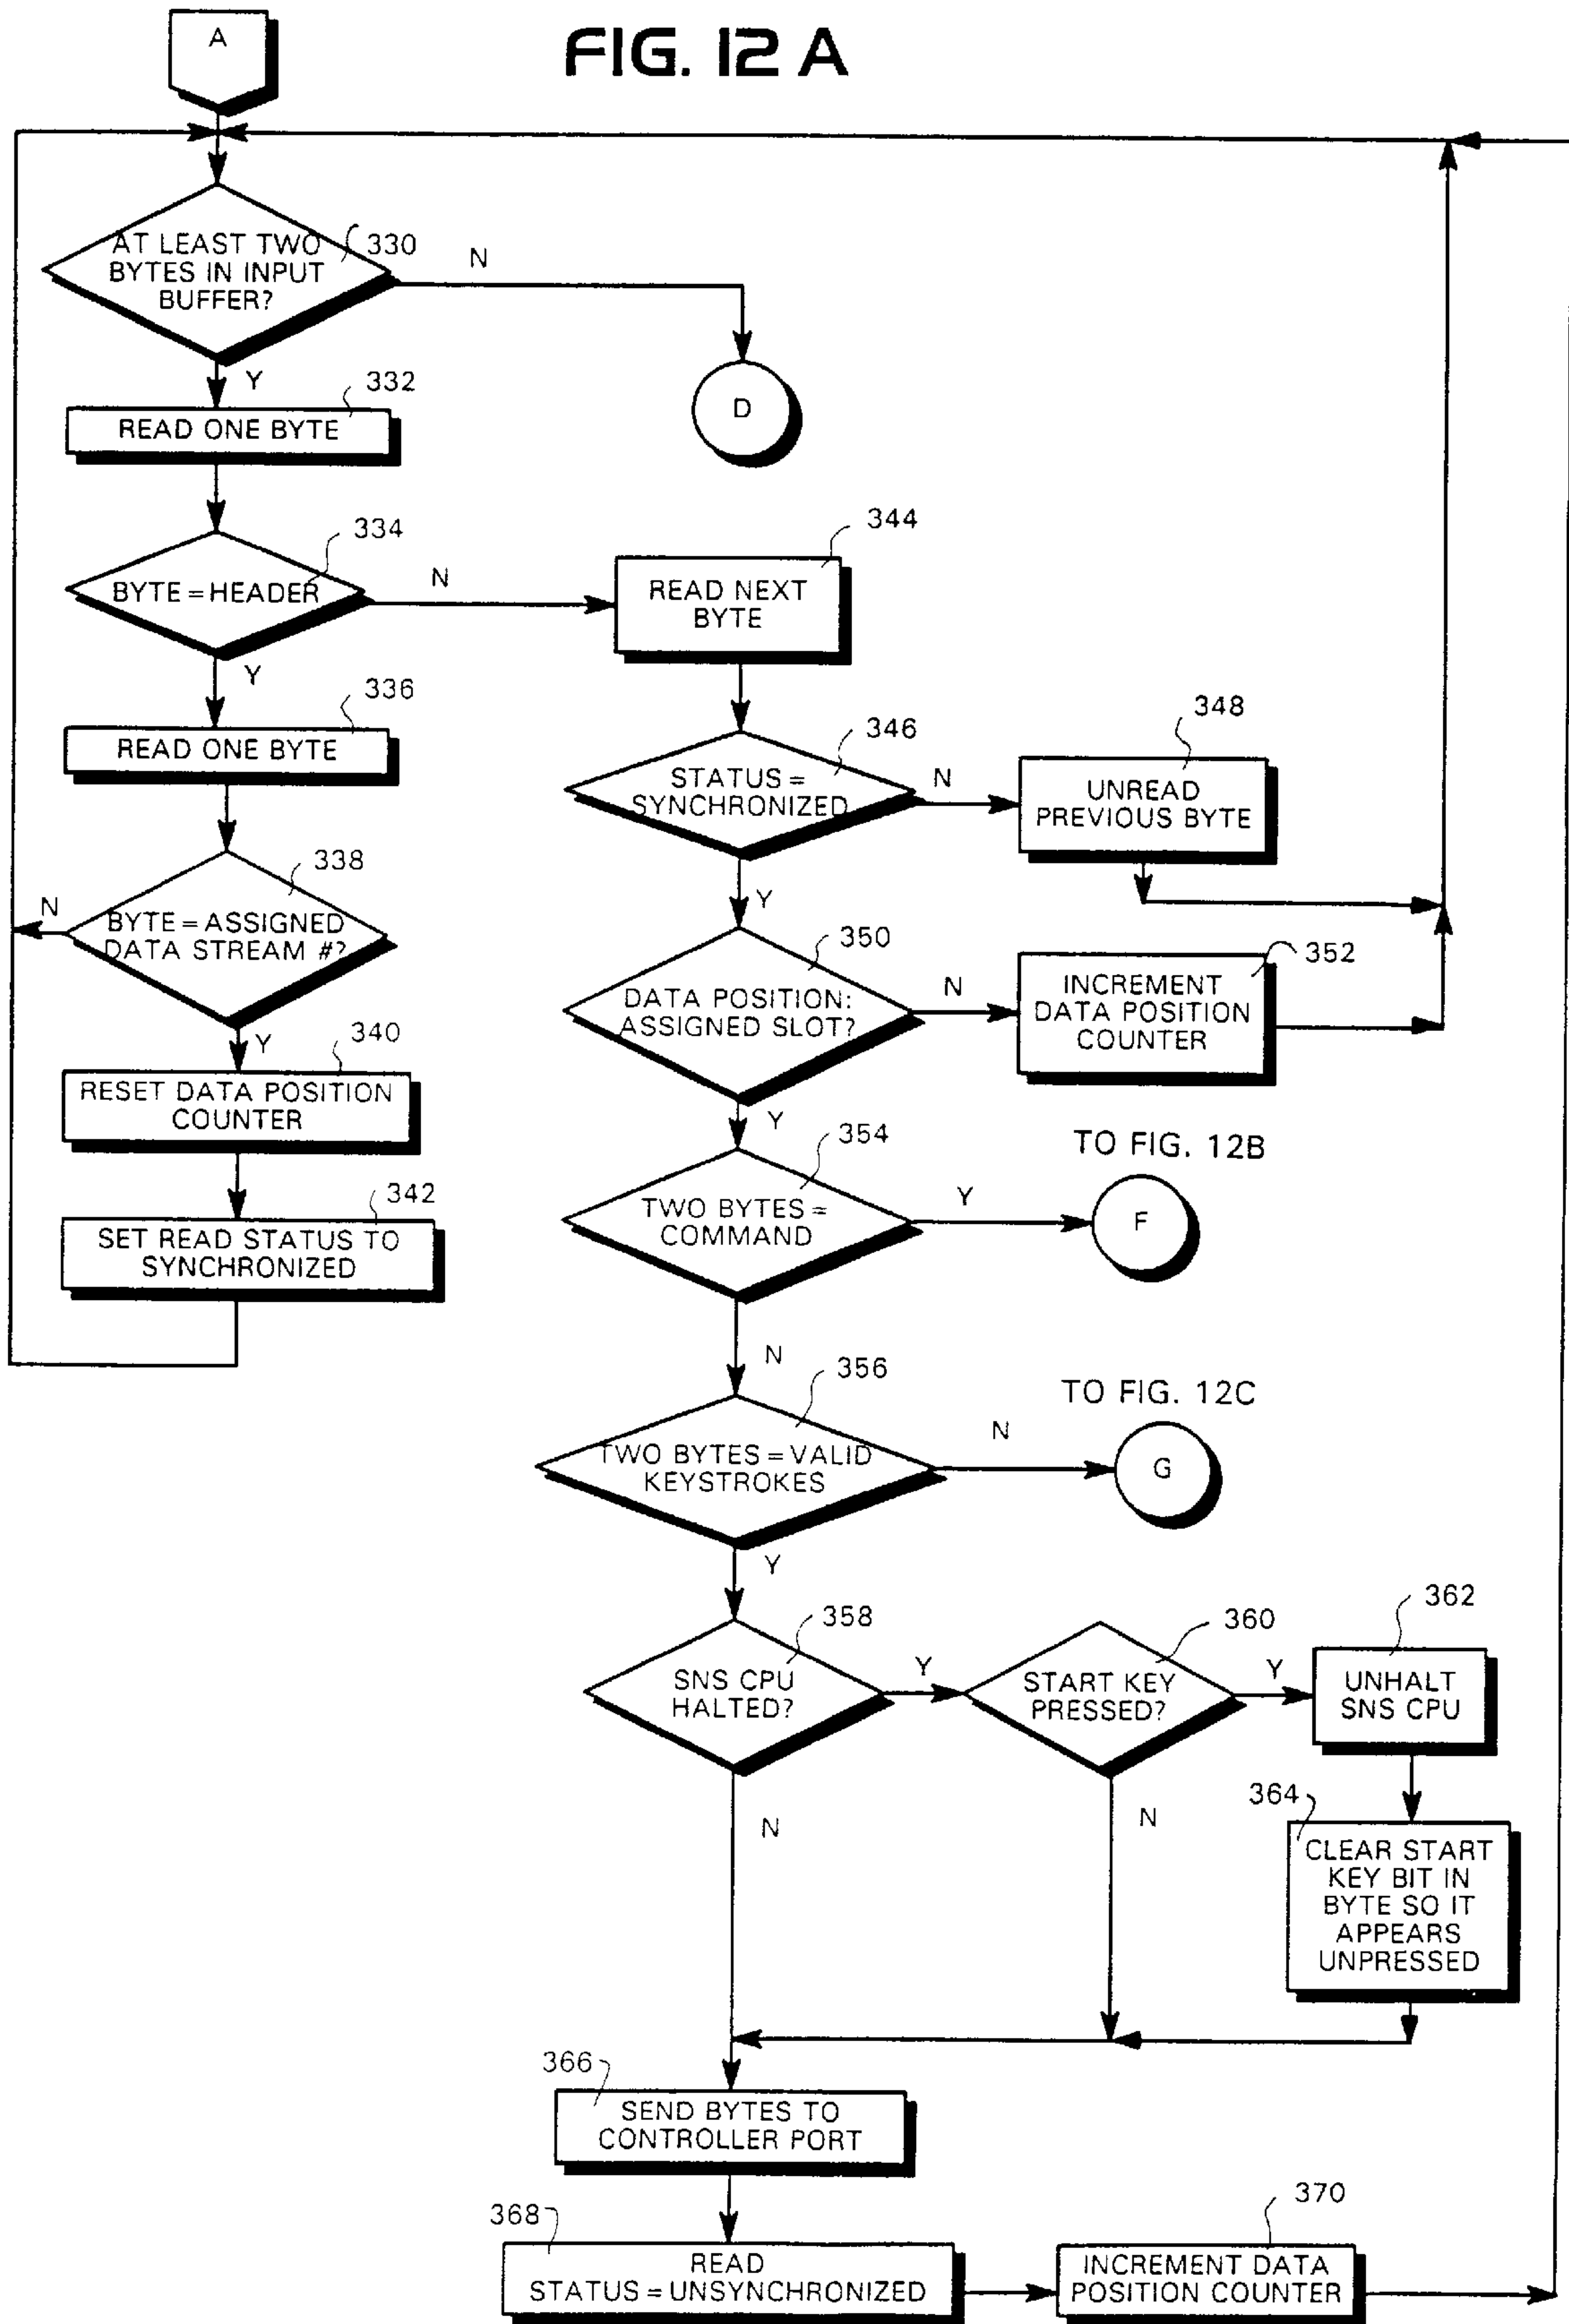 FIG. 12 A
A
AT LEAST TWO
BYTES IN INPUT
BUFFER?
330
N
D
Y
332
READ ONE BYTE
334
BYTE = HEADER
N
344
READ NEXT
BYTE
Y
336
READ ONE BYTE
346
STATUS =
SYNCHRONIZED
N
348
UNREAD
PREVIOUS BYTE
338
N
BYTE = ASSIGNED
DATA STREAM #?
Y
350
DATA POSITION:
ASSIGNED SLOT?
N
352
INCREMENT
DATA POSITION
COUNTER
Y
340
RESET DATA POSITION
COUNTER
Y
354
TWO BYTES =
COMMAND
Y
TO FIG. 12B
F
342
SET READ STATUS TO
SYNCHRONIZED
N
356
TWO BYTES = VALID
KEYSTROKES
N
TO FIG. 12C
G
Y
358
SNS CPU
HALTED?
Y
360
START KEY
PRESSED?
Y
362
UNHALT
SNS CPU
N
N
364
CLEAR START
KEY BIT IN
BYTE SO IT
APPEARS
UNPRESSED
366
SEND BYTES TO
CONTROLLER PORT
368
READ
STATUS = UNSYNCHRONIZED
370
INCREMENT DATA
POSITION COUNTER